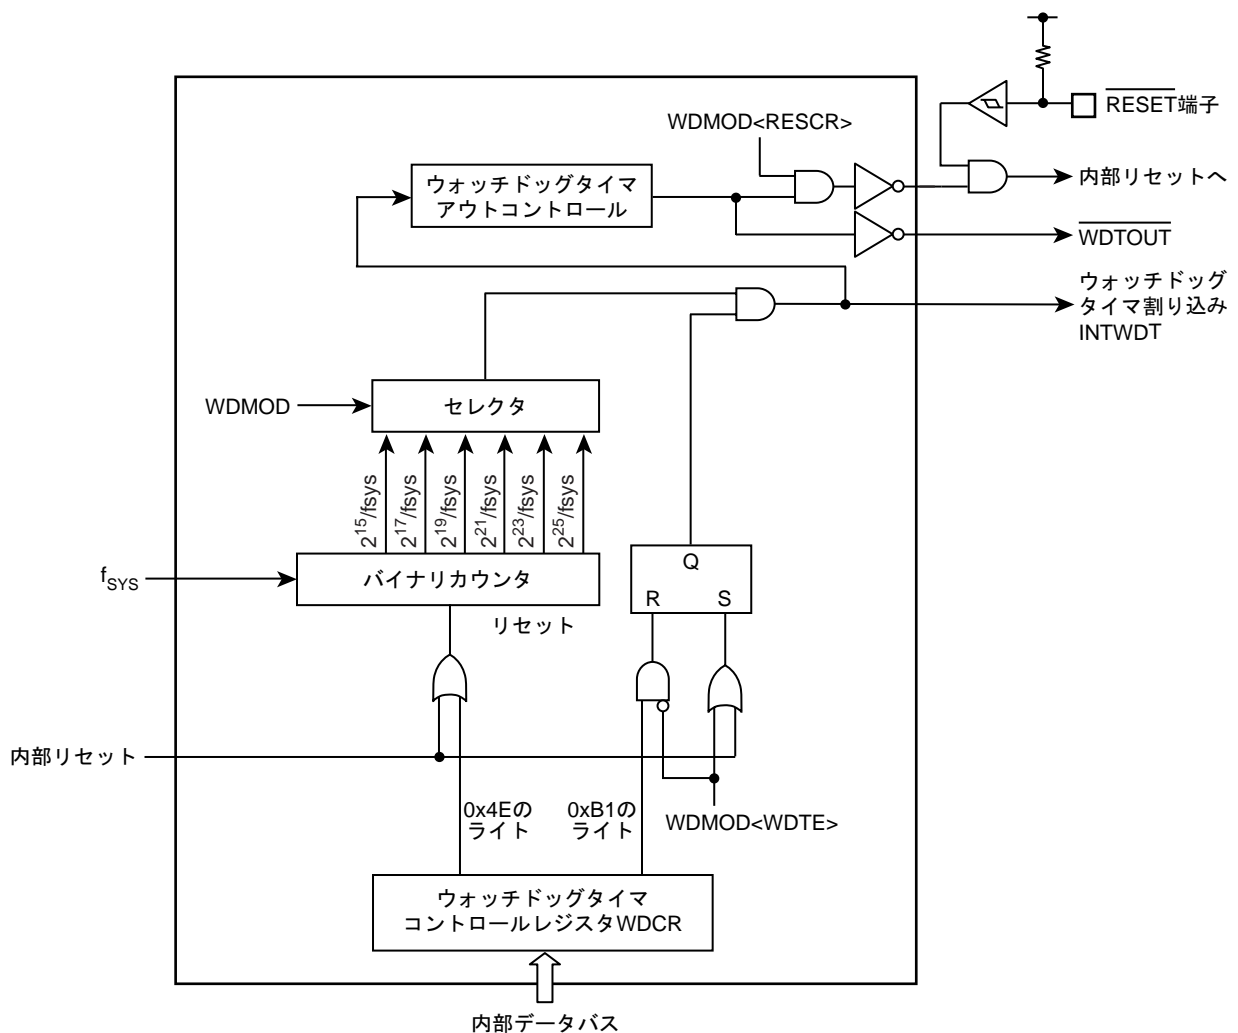 RESET端子
WDMOD<RESCR>
ウォッチドッグタイマ
アウトコントロール
内部リセットへ
WDTOUT
ウォッチドッグ
タイマ割り込み
INTWDT
WDMOD
セレクタ
2^15/fsys
2^17/fsys
2^19/fsys
2^21/fsys
2^23/fsys
2^25/fsys
fSYS
バイナリカウンタ
リセット
Q
R
S
内部リセット
0x4Eの
ライト
0xB1の
ライト
WDMOD<WDTE>
ウォッチドッグタイマ
コントロールレジスタWDCR
内部データバス